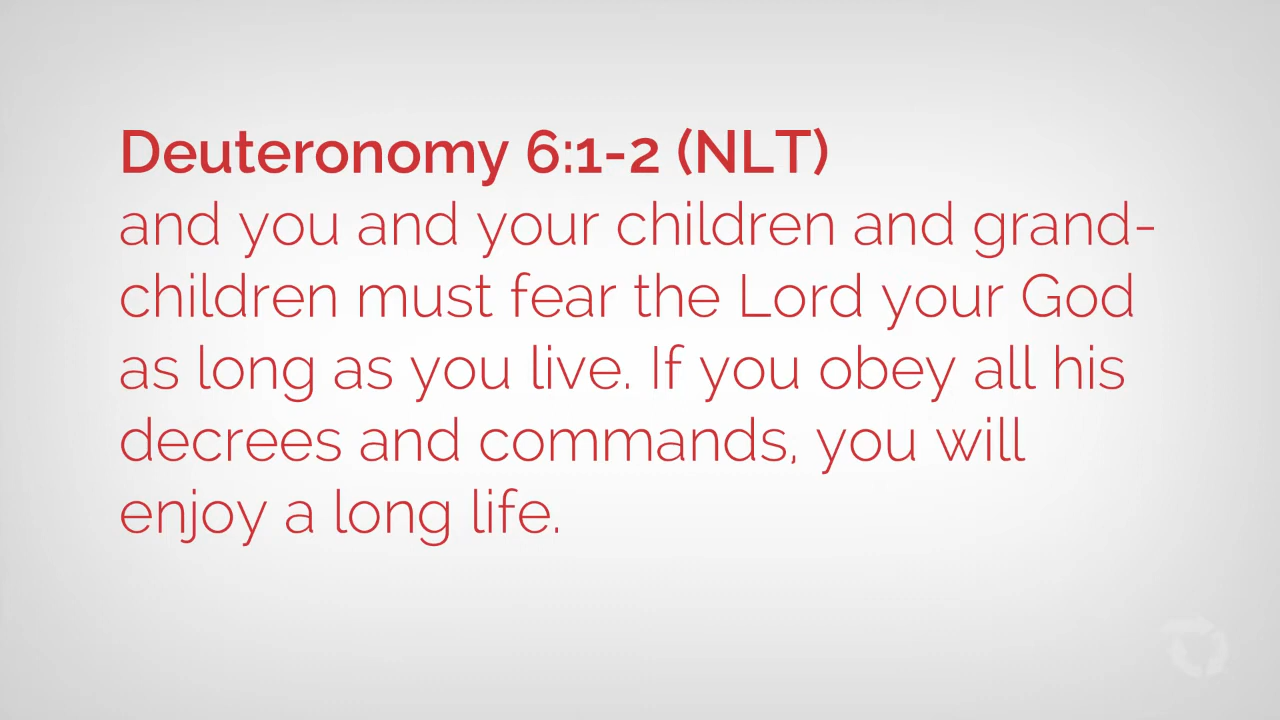 Deuteronomy 6:1-2 (NLT)
and you and your children and grand-
children must fear the Lord your God
as long as you live. If you obey all his
decrees and commands, you will
enjoy a long life.